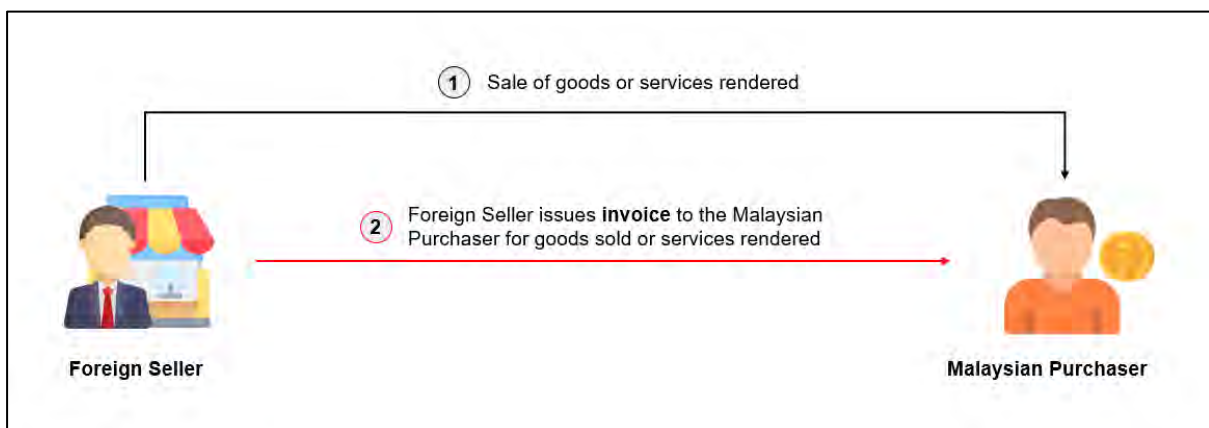 1 Sale of goods or services rendered
2 Foreign Seller issues invoice to the Malaysian
Purchaser for goods sold or services rendered
Foreign Seller
Malaysian Purchaser